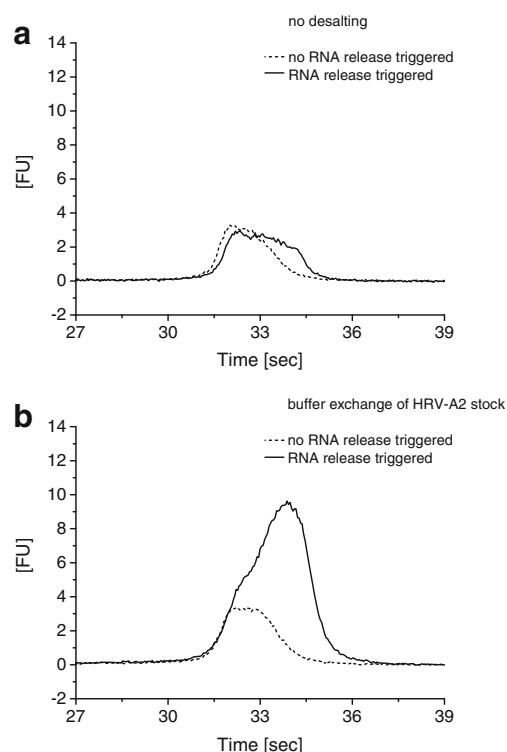 a
no desalting
no RNA release triggered
RNA release triggered
14
12
10
8
6
4
2
0
-2
[FU]
27 30 33 36 39
Time [sec]
b
buffer exchange of HRV-A2 stock
no RNA release triggered
RNA release triggered
14
12
10
8
6
4
2
0
-2
[FU]
27 30 33 36 39
Time [sec]